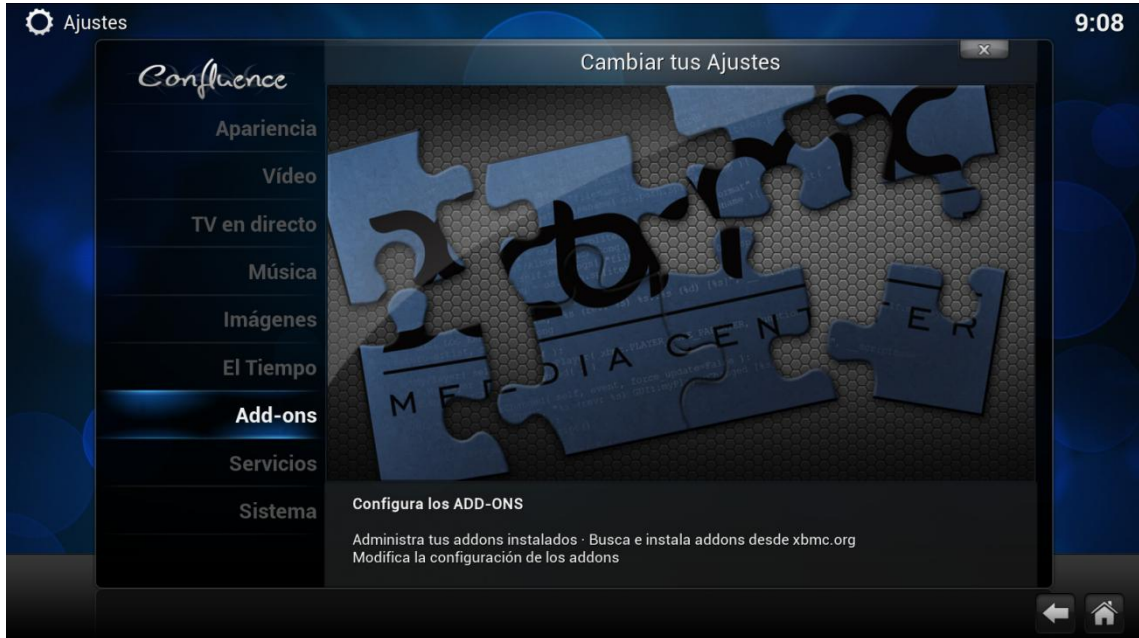 Ajustes
9:08
Confluence
Cambiar tus Ajustes
Apariencia
Vídeo
TV en directo
Música
Imágenes
El Tiempo
Add-ons
Servicios
Sistema
xbmc
MEDIA CENTER
Configura los ADD-ONS
Administra tus addons instalados · Busca e instala addons desde xbmc.org
Modifica la configuración de los addons